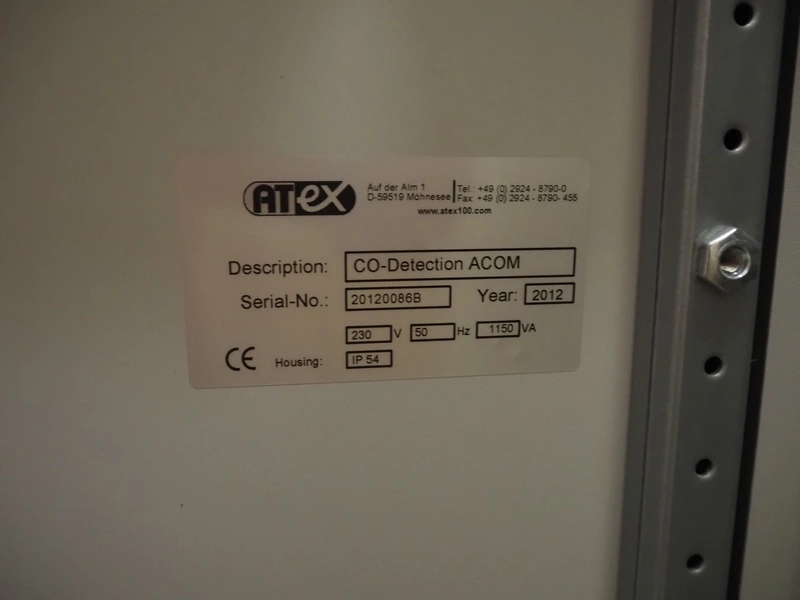 ATEX
Auf der Alm 1
D-59519 Möhnesee
Tel.: +49 (0) 2924 - 8790-0
Fax: +49 (0) 2924 - 8790- 455
www.atex100.com
Description: CO-Detection ACOM
Serial-No.: 20120086B Year: 2012
230 V 50 Hz 1150 VA
CE Housing: IP 54